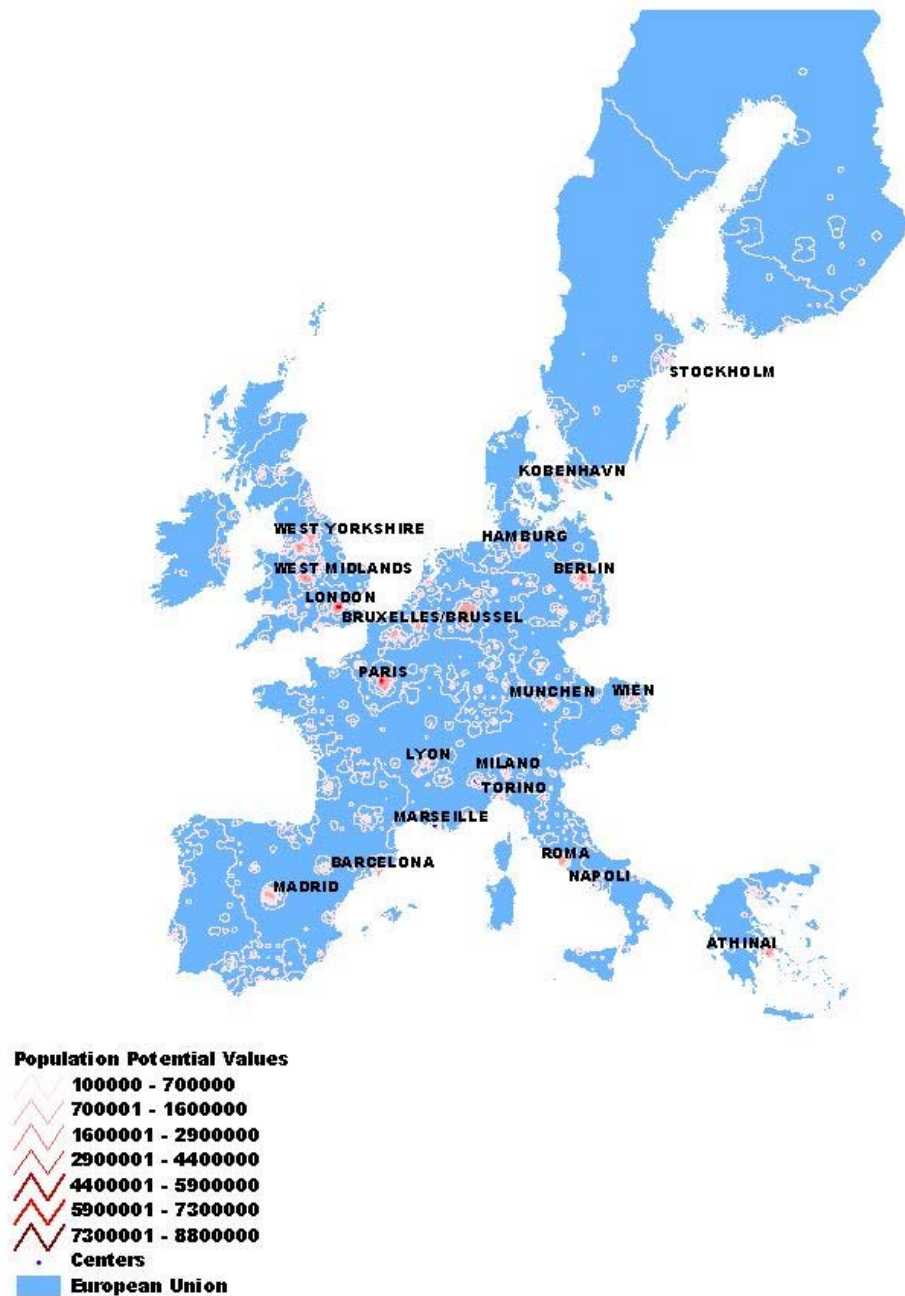 STOCKHOLM
KOBENHAVN
WEST YORKSHIRE
HAMBURG
WEST MIDLANDS
BERLIN
LONDON
BRUXELLES/BRUSSEL
PARIS
MUNCHEN
WIEN
LYON
MILANO
TORINO
MARSEILLE
ROMA
BARCELONA
NAPOLI
MADRID
ATHINAI
Population Potential Values
100000 - 700000
700001 - 1600000
1600001 - 2900000
2900001 - 4400000
4400001 - 5900000
5900001 - 7300000
7300001 - 8800000
Centers
European Union